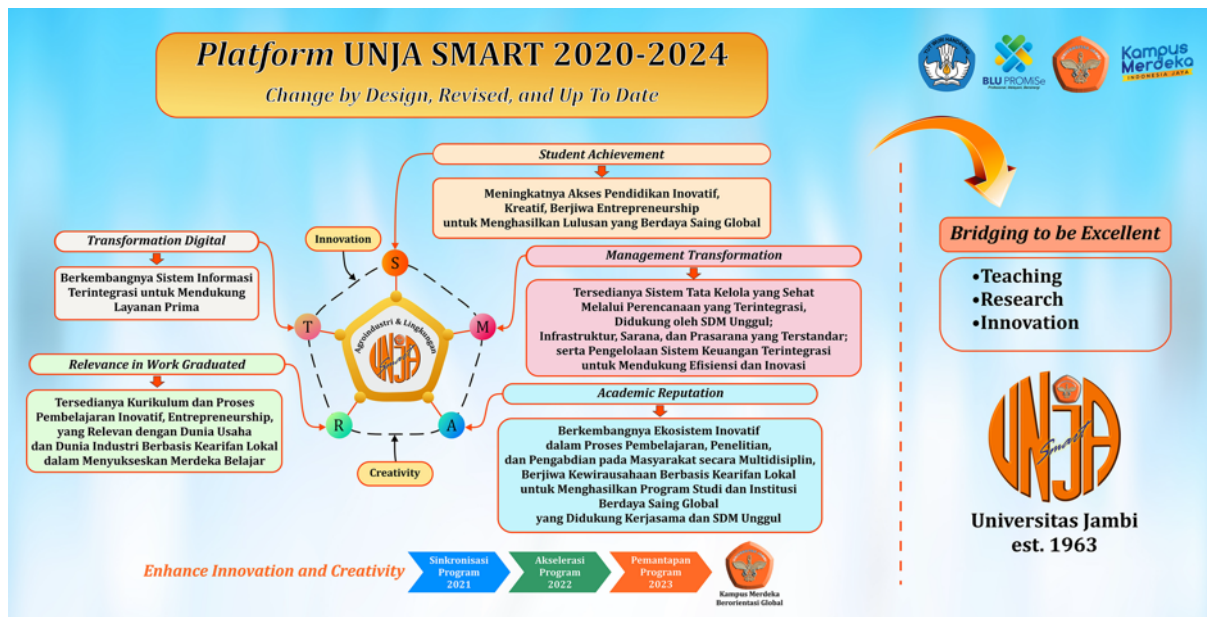 Platform UNJA SMART 2020-2024
Change by Design, Revised, and Up To Date
TUT WURI HANDAYANI
BLU PROMISe
Kampus
Merdeka
INDONESIA JAYA
Student Achievement
Meningkatnya Akses Pendidikan Inovatif,
Kreatif, Berjiwa Entrepreneurship
untuk Menghasilkan Lulusan yang Berdaya Saing Global
Transformation Digital
Berkembangnya Sistem Informasi
Terintegrasi untuk Mendukung
Layanan Prima
Innovation
S
Management Transformation
Tersedianya Sistem Tata Kelola yang Sehat
Melalui Perencanaan yang Terintegrasi,
Didukung oleh SDM Unggul;
Infrastruktur, Sarana, dan Prasarana yang Terstandar;
serta Pengelolaan Sistem Keuangan Terintegrasi
untuk Mendukung Efisiensi dan Inovasi
T
M
Agroindustri & Lingkungan
UNJA
Smart
Relevance in Work Graduated
Tersedianya Kurikulum dan Proses
Pembelajaran Inovatif, Entrepreneurship,
yang Relevan dengan Dunia Usaha
dan Dunia Industri Berbasis Kearifan Lokal
dalam Menyukseskan Merdeka Belajar
R
A
Creativity
Academic Reputation
Berkembangnya Ekosistem Inovatif
dalam Proses Pembelajaran, Penelitian,
dan Pengabdian pada Masyarakat secara Multidisiplin,
Berjiwa Kewirausahaan Berbasis Kearifan Lokal
untuk Menghasilkan Program Studi dan Institusi
Berdaya Saing Global
yang Didukung Kerjasama dan SDM Unggul
Enhance Innovation and Creativity
Sinkronisasi
Program
2021
Akselerasi
Program
2022
Pemantapan
Program
2023
Kampus Merdeka
Berorientasi Global
Bridging to be Excellent
•Teaching
•Research
•Innovation
UNJA
Smart
Universitas Jambi
est. 1963